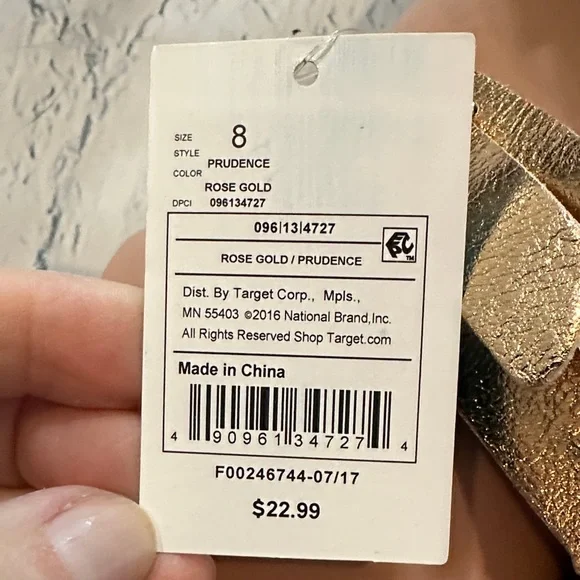 SIZE 8
STYLE PRUDENCE
COLOR ROSE GOLD
DPCI 096134727
096|13|4727
ROSE GOLD / PRUDENCE
Dist. By Target Corp., Mpls.,
MN 55403 ©2016 National Brand,Inc.
All Rights Reserved Shop Target.com
Made in China
4 90961 34727 4
F00246744-07/17
$22.99